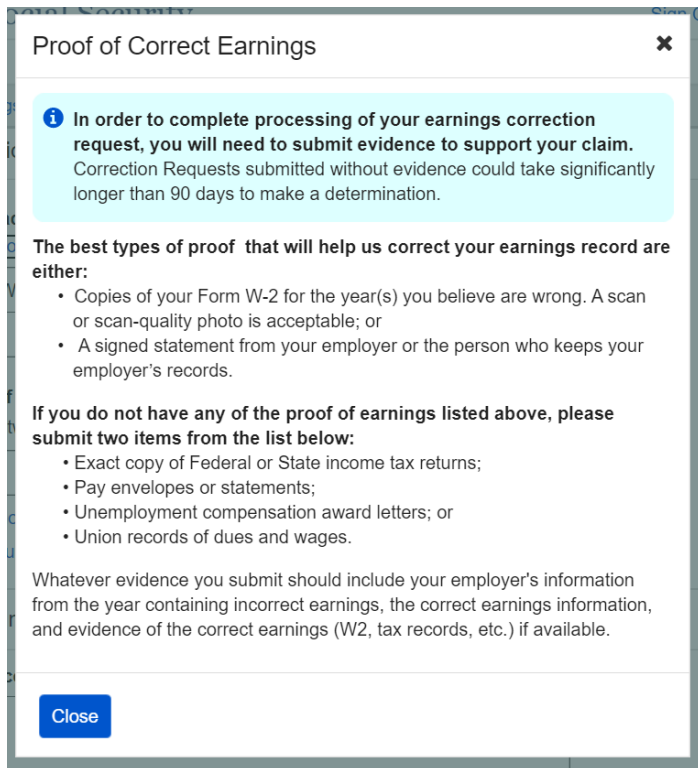 Social Security
Sign
Proof of Correct Earnings
✖
In order to complete processing of your earnings correction
request, you will need to submit evidence to support your claim.
Correction Requests submitted without evidence could take significantly
longer than 90 days to make a determination.
The best types of proof  that will help us correct your earnings record are
either:
• Copies of your Form W-2 for the year(s) you believe are wrong. A scan
or scan-quality photo is acceptable; or
• A signed statement from your employer or the person who keeps your
employer's records.
If you do not have any of the proof of earnings listed above, please
submit two items from the list below:
• Exact copy of Federal or State income tax returns;
• Pay envelopes or statements;
• Unemployment compensation award letters; or
• Union records of dues and wages.
Whatever evidence you submit should include your employer's information
from the year containing incorrect earnings, the correct earnings information,
and evidence of the correct earnings (W2, tax records, etc.) if available.
Close